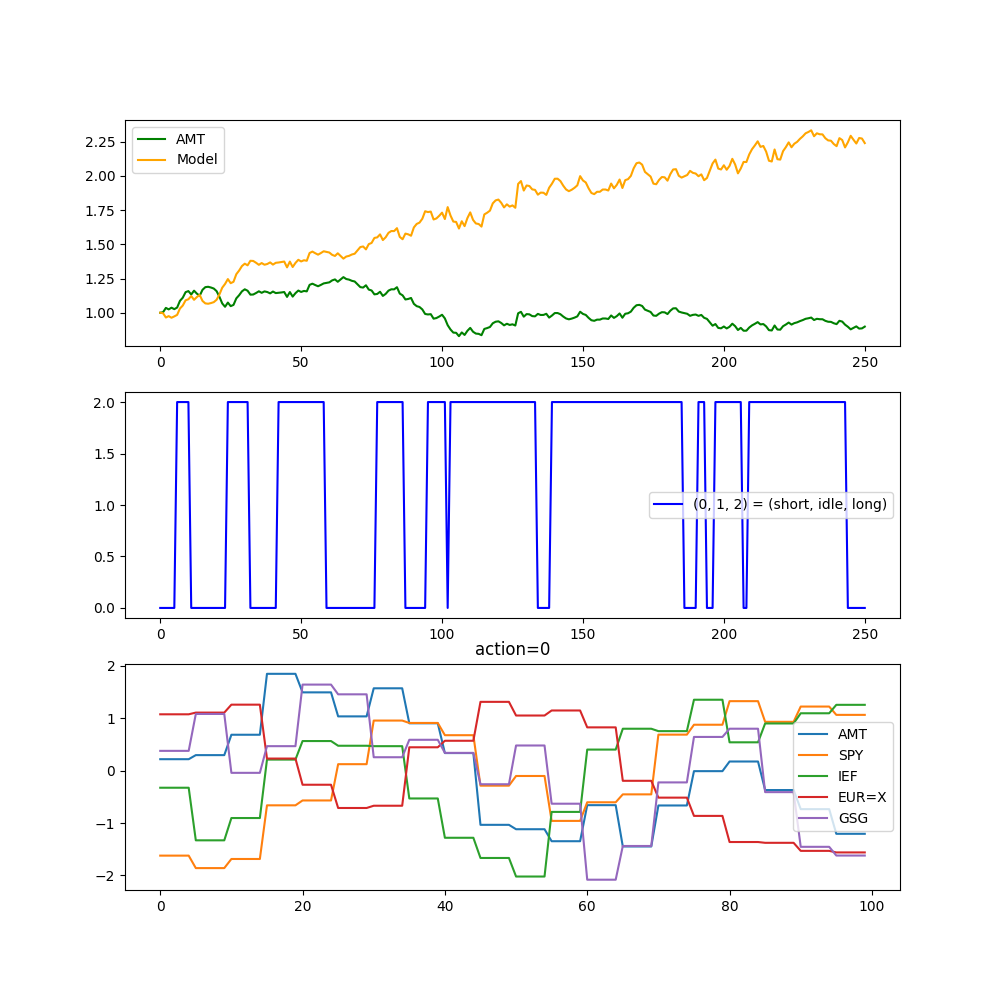 2.25
2.00
1.75
1.50
1.25
1.00
AMT
Model
0 50 100 150 200 250
2.0
1.5
1.0
0.5
0.0
(0, 1, 2) = (short, idle, long)
0 50 100 150 200 250
action=0
2
1
0
−1
−2
AMT
SPY
IEF
EUR=X
GSG
0 20 40 60 80 100